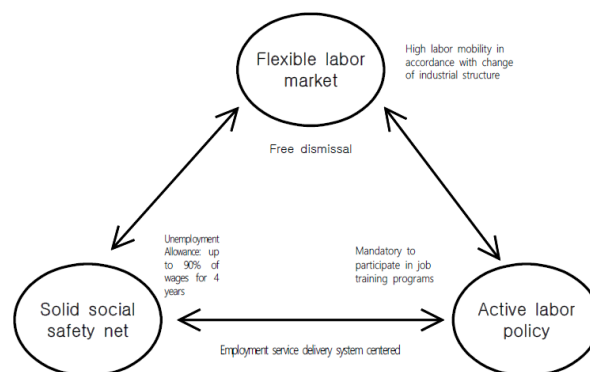 Flexible labor
market
High labor mobility in
accordance with change
of industrial structure
Free dismissal
Unemployment
Allowance: up
to 90% of
wages for 4
years
Mandatory to
participate in job
training programs
Solid social
safety net
Active labor
policy
Employment service delivery system centered